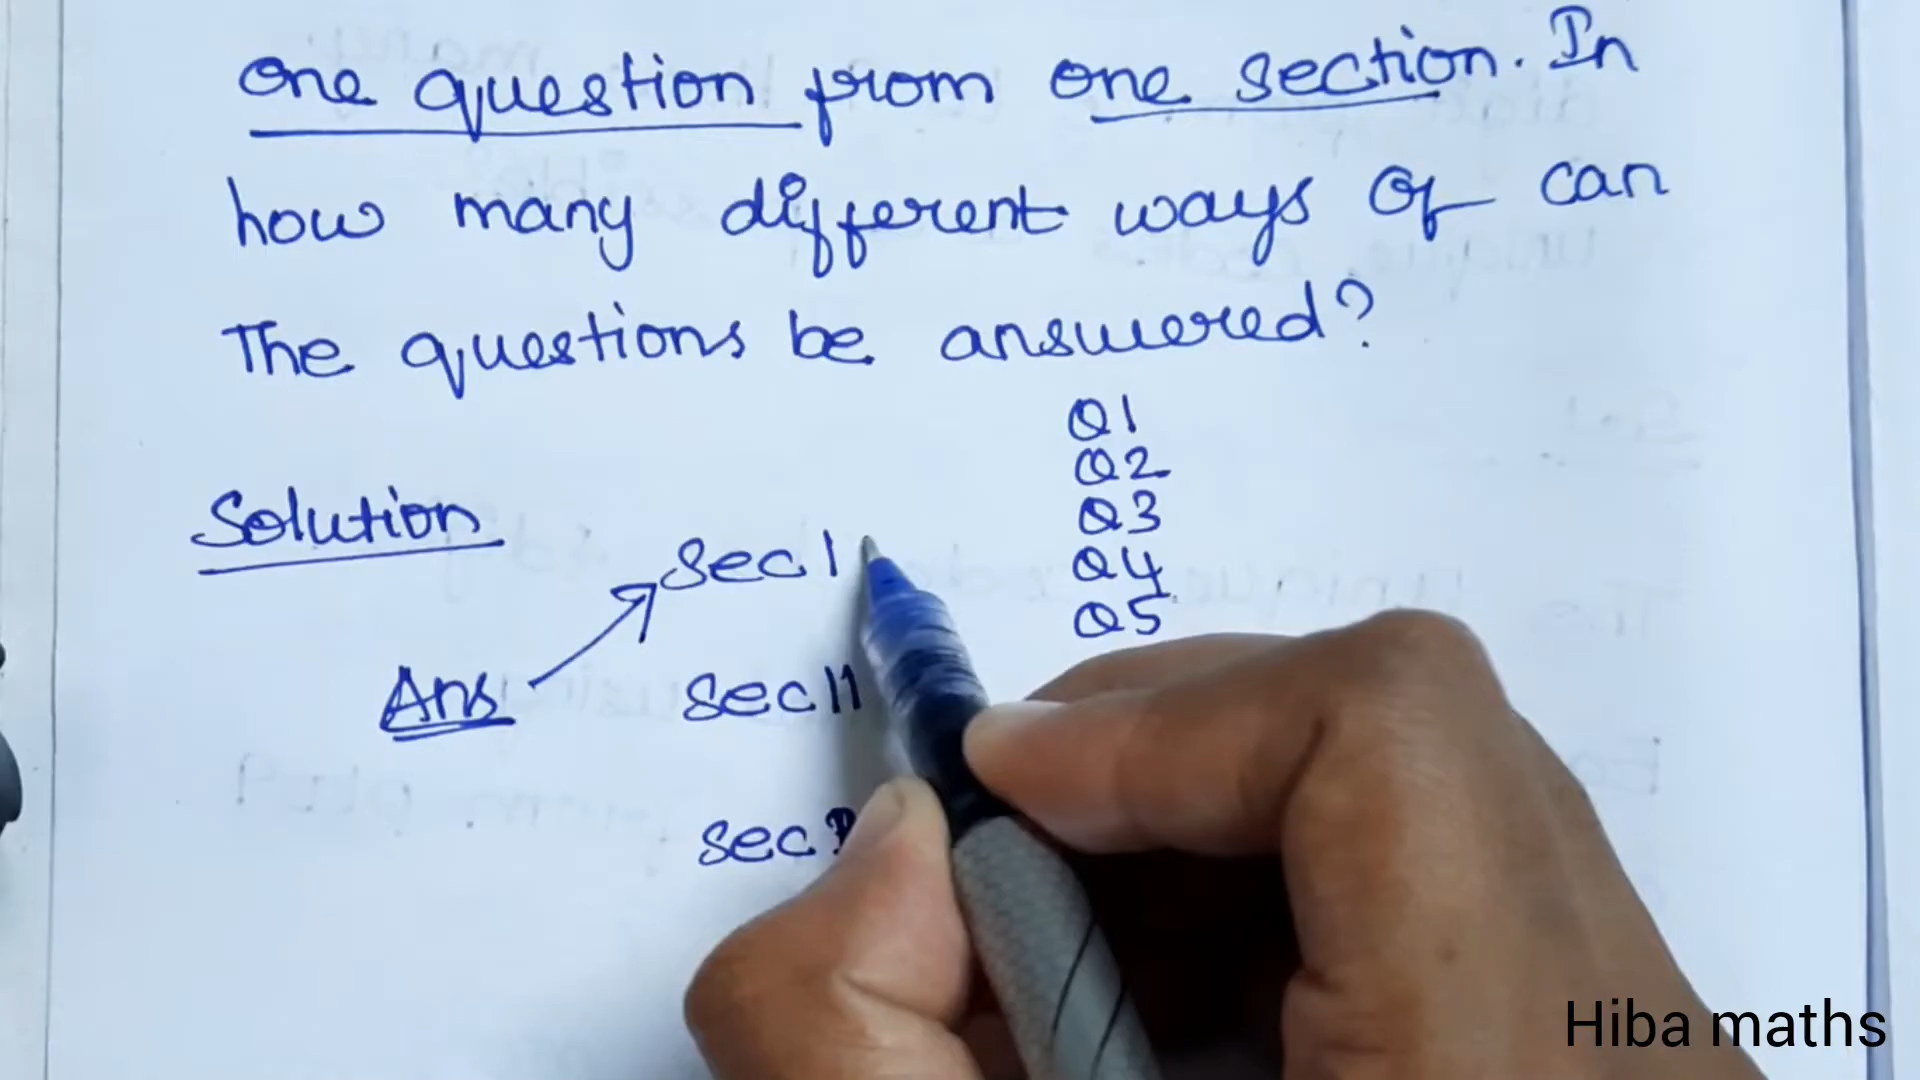 One question from one section. In
how many different ways of can
The questions be answered?
Q1
Q2
Q3
Q4
Q5
Solution
sec I
Ans
sec II
sec
Hiba maths